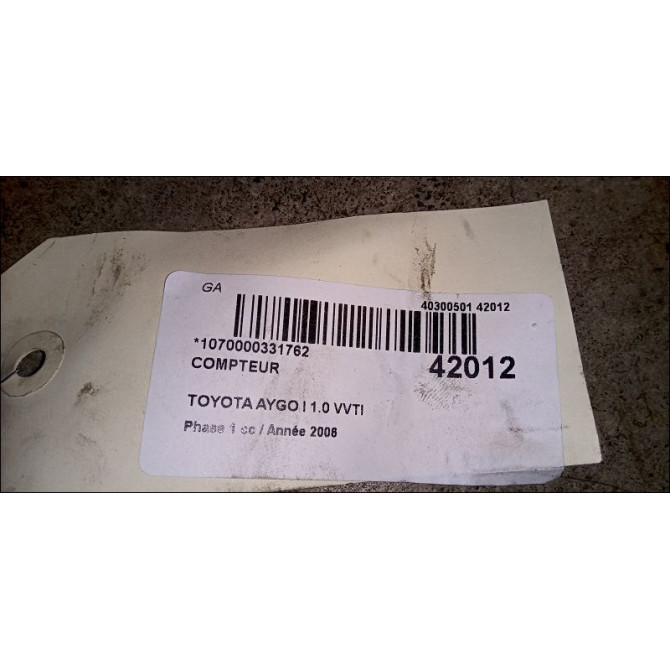 GA
40300501 42012
*1070000331762
COMPTEUR
42012
TOYOTA AYGO I 1.0 VVTI
Phase 1 cc / Année 2006